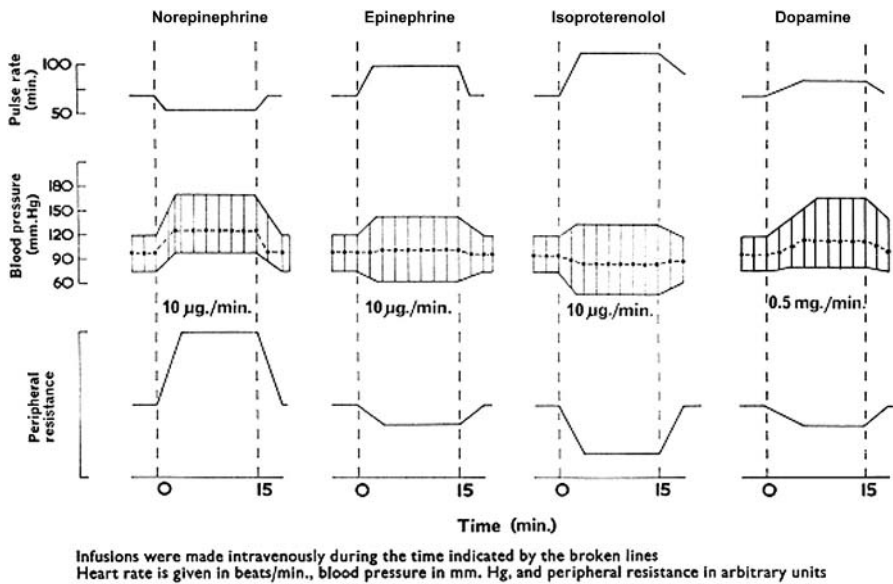 Norepinephrine Epinephrine Isoproterenolol Dopamine
Pulse rate
(min.)
100
50
Blood pressure
(mm.Hg)
180
150
120
90
60
10 µg./min. 10 µg./min. 10 µg./min. 0.5 mg./min.
Peripheral
resistance
0 15 0 15 0 15 0 15
Time (min.)
Infusions were made intravenously during the time indicated by the broken lines
Heart rate is given in beats/min., blood pressure in mm. Hg, and peripheral resistance in arbitrary units